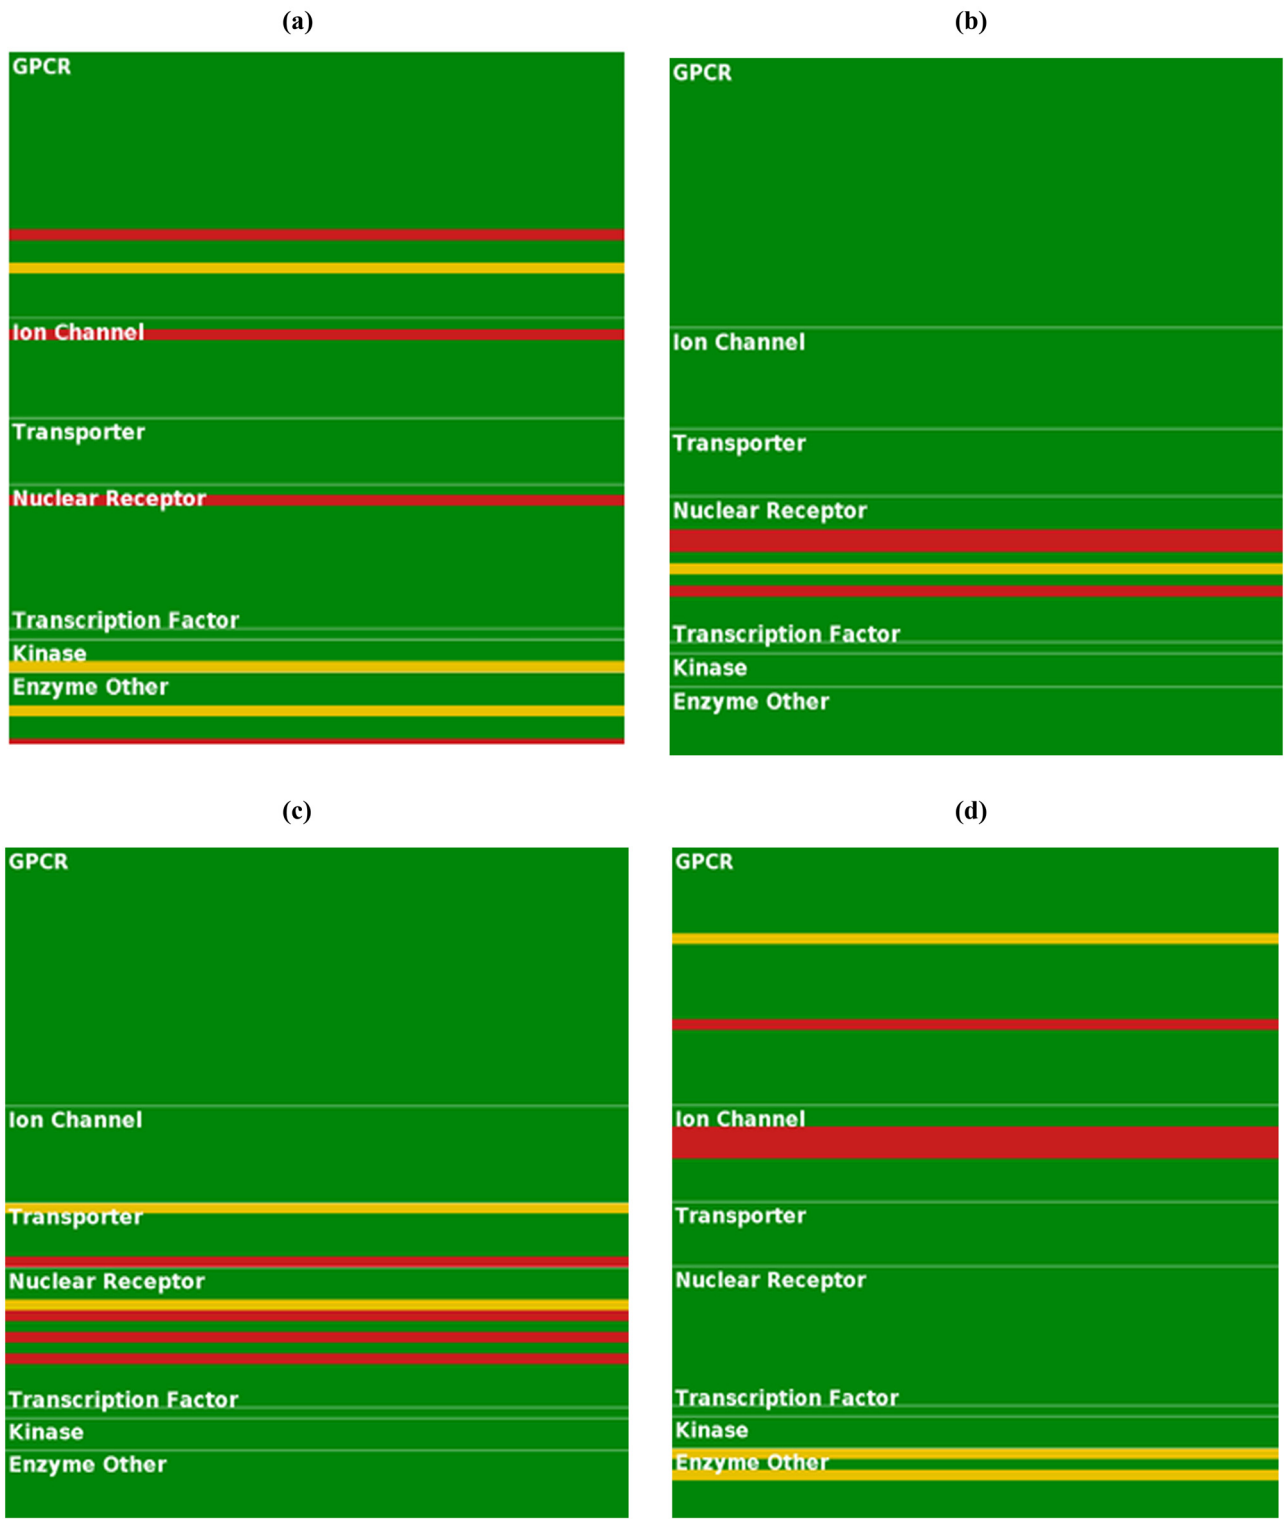 (a)
GPCR
Ion Channel
Transporter
Nuclear Receptor
Transcription Factor
Kinase
Enzyme Other
(b)
GPCR
Ion Channel
Transporter
Nuclear Receptor
Transcription Factor
Kinase
Enzyme Other
(c)
GPCR
Ion Channel
Transporter
Nuclear Receptor
Transcription Factor
Kinase
Enzyme Other
(d)
GPCR
Ion Channel
Transporter
Nuclear Receptor
Transcription Factor
Kinase
Enzyme Other